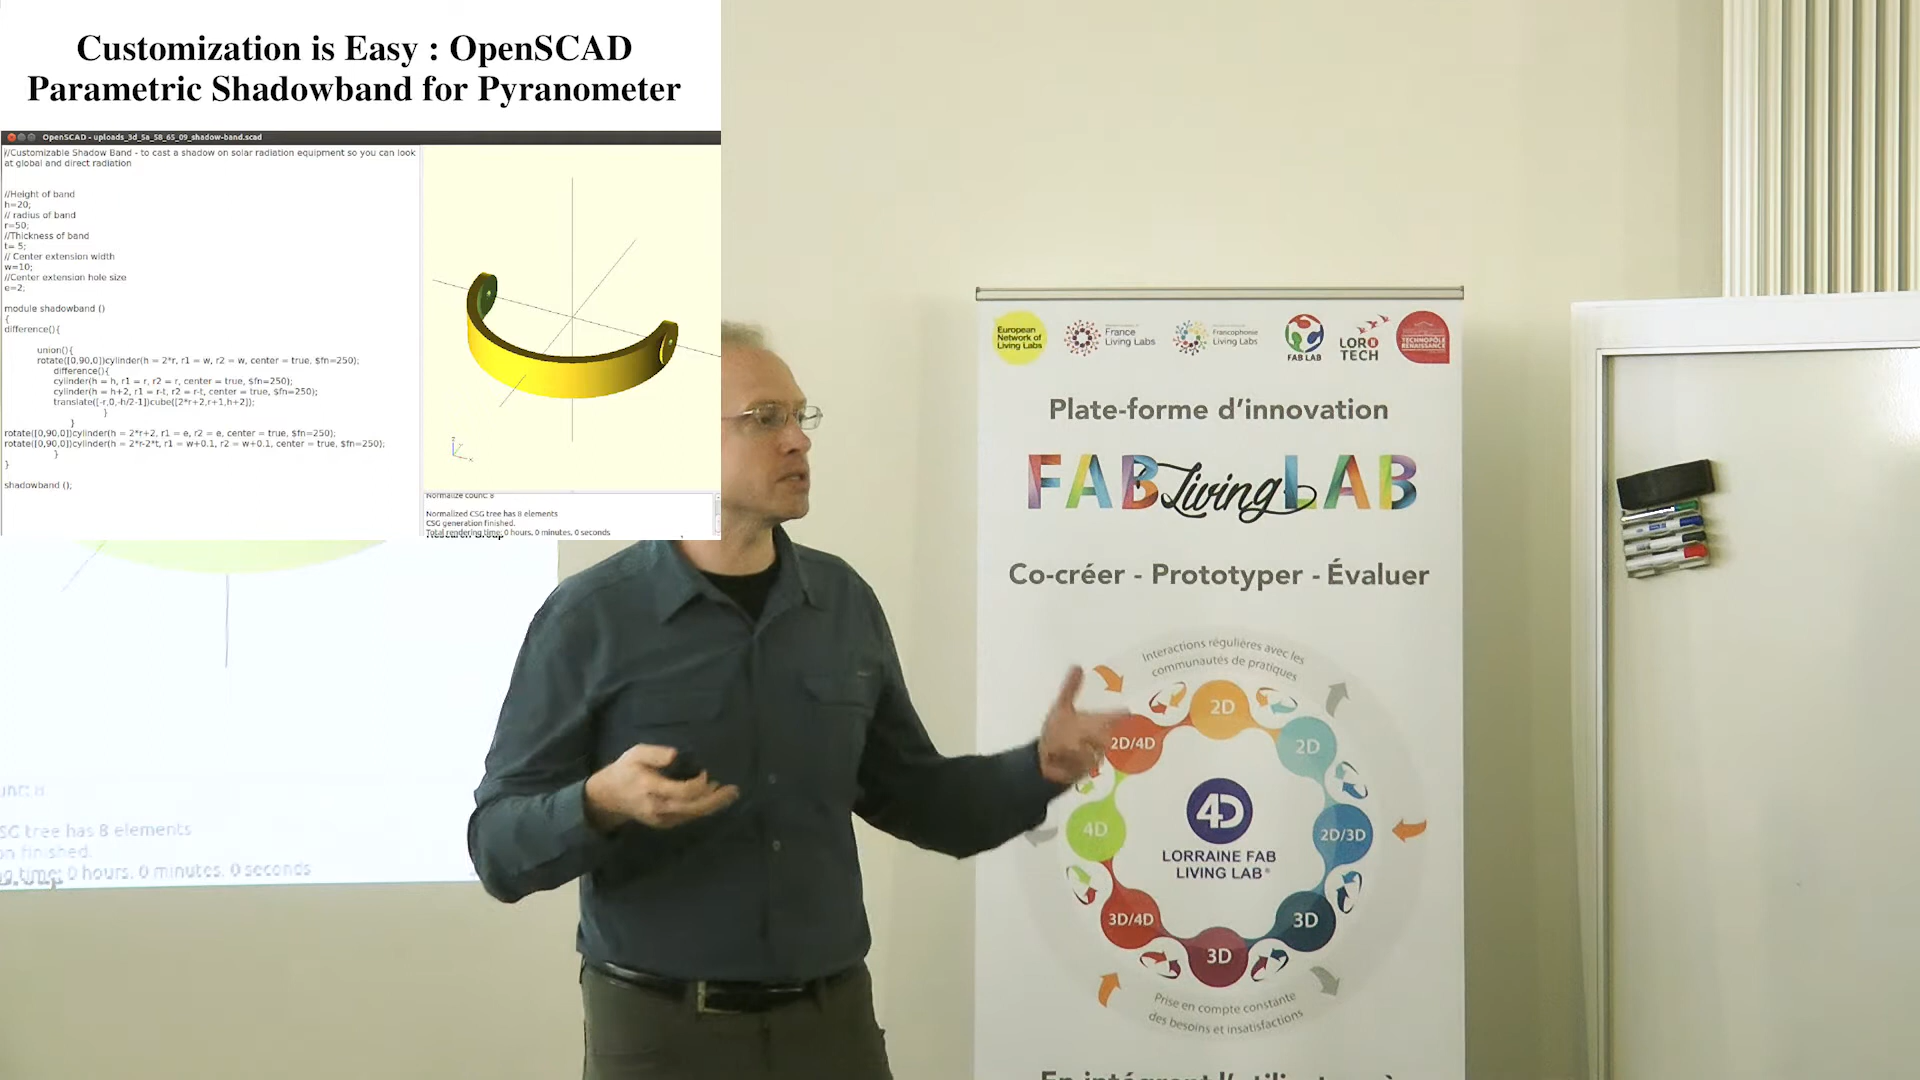 Customization is Easy : OpenSCAD
Parametric Shadowband for Pyranometer
OpenSCAD - uploads_3d_5a_58_65_09_shadow-band.scad
//Customizable Shadow Band - to cast a shadow on solar radiation equipment so you can look
at global and direct radiation
//Height of band
h=20;
// radius of band
r=50;
//Thickness of band
t= 5;
// Center extension width
w=10;
//Center extension hole size
e=2;
module shadowband ()
{
difference(){
union(){
rotate([0,90,0])cylinder(h = 2*r, r1 = w, r2 = w, center = true, $fn=250);
difference(){
cylinder(h = h, r1 = r, r2 = r, center = true, $fn=250);
cylinder(h = h+2, r1 = r-t, r2 = r-t, center = true, $fn=250);
translate([-r,0,-h/2-1])cube([2*r+2,r+1,h+2]);
}
}
rotate([0,90,0])cylinder(h = 2*r+2, r1 = e, r2 = e, center = true, $fn=250);
rotate([0,90,0])cylinder(h = 2*r-2*t, r1 = w+0.1, r2 = w+0.1, center = true, $fn=250);
}
}
shadowband ();
Normalize count: 8
Normalized CSG tree has 8 elements
CSG generation finished.
Total rendering time: 0 hours, 0 minutes, 0 seconds
Research Group
SG tree has 8 elements
on finished.
g time: 0 hours, 0 minutes, 0 seconds
European
Network of
Living Labs
France
Living Labs
Francophonie
Living Labs
FAB LAB
LOR TECH
TECHNOPÔLE
RENAISSANCE
Plate-forme d'innovation
FAB Living LAB
Co-créer - Prototyper - Évaluer
Interactions régulières avec les
communautés de pratiques
2D
2D/4D
2D
4D
2D/3D
4D
LORRAINE FAB
LIVING LAB®
3D/4D
3D
3D
Prise en compte constante
des besoins et insatisfactions